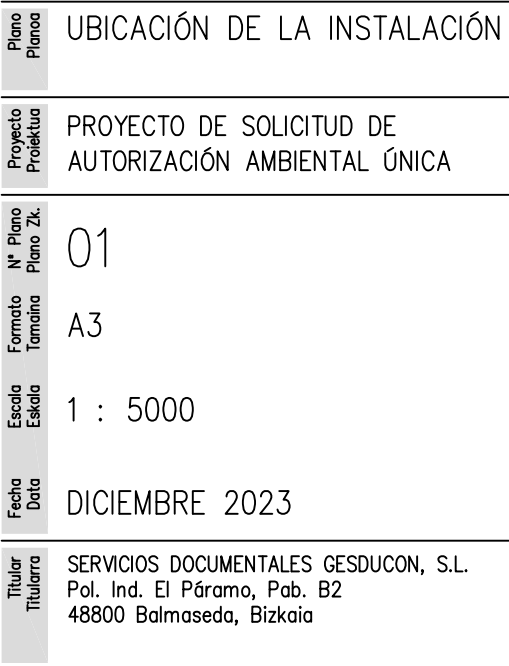 Plano
Planoa
UBICACIÓN DE LA INSTALACIÓN
Proyecto
Proiektua
PROYECTO DE SOLICITUD DE
AUTORIZACIÓN AMBIENTAL ÚNICA
Nº Plano
Plano Zk.
01
Formato
Tamaina
A3
Escala
Eskala
1 : 5000
Fecha
Data
DICIEMBRE 2023
Titular
Titularra
SERVICIOS DOCUMENTALES GESDUCON, S.L.
Pol. Ind. El Páramo, Pab. B2
48800 Balmaseda, Bizkaia